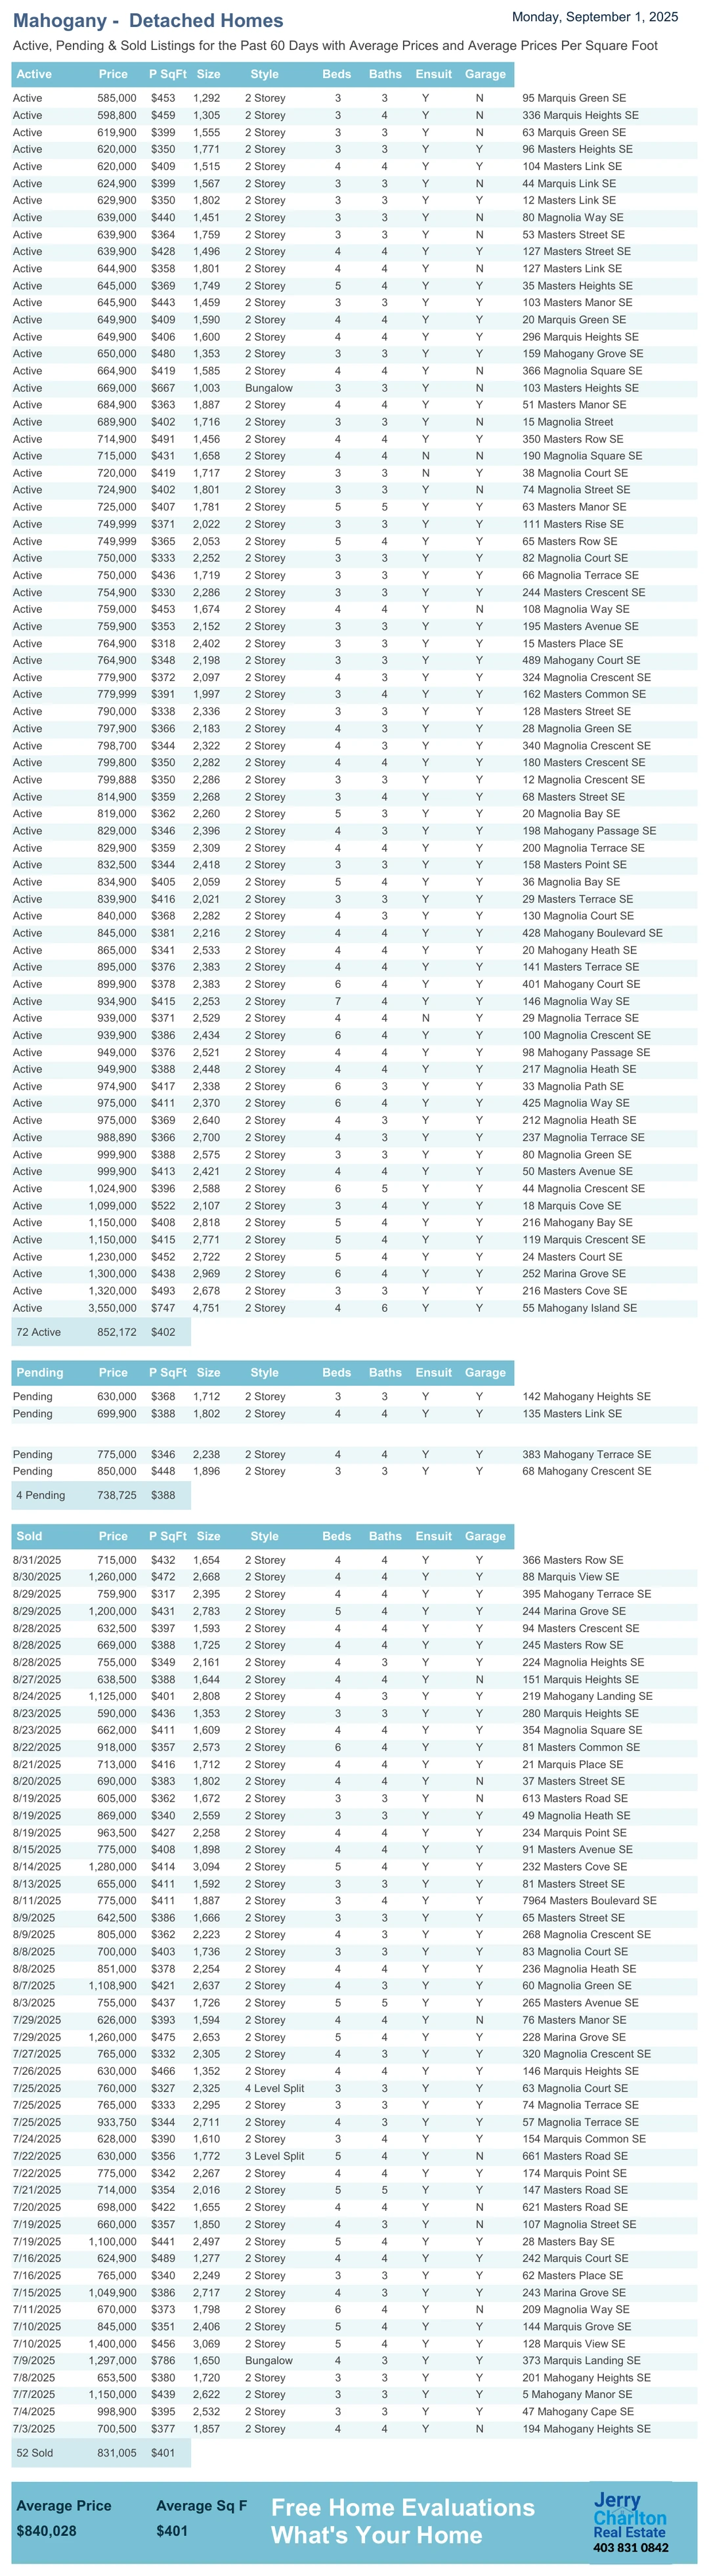 Mahogany - Detached Homes
Monday, September 1, 2025
Active, Pending & Sold Listings for the Past 60 Days with Average Prices and Average Prices Per Square Foot
Active Price P SqFt Size Style Beds Baths Ensuit Garage
Active 585,000 $453 1,292 2 Storey 3 3 Y N 95 Marquis Green SE
Active 598,800 $459 1,305 2 Storey 3 4 Y N 336 Marquis Heights SE
Active 619,900 $399 1,555 2 Storey 3 3 Y N 63 Marquis Green SE
Active 620,000 $350 1,771 2 Storey 3 3 Y Y 96 Masters Heights SE
Active 620,000 $409 1,515 2 Storey 4 4 Y Y 104 Masters Link SE
Active 624,900 $399 1,567 2 Storey 3 3 Y N 44 Marquis Link SE
Active 629,900 $350 1,802 2 Storey 3 3 Y Y 12 Masters Link SE
Active 639,000 $440 1,451 2 Storey 3 3 Y N 80 Magnolia Way SE
Active 639,900 $364 1,759 2 Storey 3 3 Y N 53 Masters Street SE
Active 639,900 $428 1,496 2 Storey 4 4 Y Y 127 Masters Street SE
Active 644,900 $358 1,801 2 Storey 4 4 Y N 127 Masters Link SE
Active 645,000 $369 1,749 2 Storey 5 4 Y Y 35 Masters Heights SE
Active 645,900 $443 1,459 2 Storey 3 3 Y Y 103 Masters Manor SE
Active 649,900 $409 1,590 2 Storey 4 4 Y Y 20 Marquis Green SE
Active 649,900 $406 1,600 2 Storey 4 4 Y Y 296 Marquis Heights SE
Active 650,000 $480 1,353 2 Storey 3 3 Y Y 159 Mahogany Grove SE
Active 664,900 $419 1,585 2 Storey 4 4 Y N 366 Magnolia Square SE
Active 669,000 $667 1,003 Bungalow 3 3 Y N 103 Masters Heights SE
Active 684,900 $363 1,887 2 Storey 4 4 Y Y 51 Masters Manor SE
Active 689,900 $402 1,716 2 Storey 3 3 Y N 15 Magnolia Street
Active 714,900 $491 1,456 2 Storey 4 4 Y Y 350 Masters Row SE
Active 715,000 $431 1,658 2 Storey 4 4 N N 190 Magnolia Square SE
Active 720,000 $419 1,717 2 Storey 3 3 N Y 38 Magnolia Court SE
Active 724,900 $402 1,801 2 Storey 3 3 Y N 74 Magnolia Street SE
Active 725,000 $407 1,781 2 Storey 5 5 Y Y 63 Masters Manor SE
Active 749,999 $371 2,022 2 Storey 3 3 Y Y 111 Masters Rise SE
Active 749,999 $365 2,053 2 Storey 5 4 Y Y 65 Masters Row SE
Active 750,000 $333 2,252 2 Storey 3 3 Y Y 82 Magnolia Court SE
Active 750,000 $436 1,719 2 Storey 3 3 Y Y 66 Magnolia Terrace SE
Active 754,900 $330 2,286 2 Storey 3 3 Y Y 244 Masters Crescent SE
Active 759,000 $453 1,674 2 Storey 4 4 Y N 108 Magnolia Way SE
Active 759,900 $353 2,152 2 Storey 3 3 Y Y 195 Masters Avenue SE
Active 764,900 $318 2,402 2 Storey 3 3 Y Y 15 Masters Place SE
Active 764,900 $348 2,198 2 Storey 3 3 Y Y 489 Mahogany Court SE
Active 779,900 $372 2,097 2 Storey 4 3 Y Y 324 Magnolia Crescent SE
Active 779,999 $391 1,997 2 Storey 3 4 Y Y 162 Masters Common SE
Active 790,000 $338 2,336 2 Storey 3 3 Y Y 128 Masters Street SE
Active 797,900 $366 2,183 2 Storey 4 3 Y Y 28 Magnolia Green SE
Active 798,700 $344 2,322 2 Storey 4 3 Y Y 340 Magnolia Crescent SE
Active 799,800 $350 2,282 2 Storey 4 4 Y Y 180 Masters Crescent SE
Active 799,888 $350 2,286 2 Storey 3 3 Y Y 12 Magnolia Crescent SE
Active 814,900 $359 2,268 2 Storey 3 4 Y Y 68 Masters Street SE
Active 819,000 $362 2,260 2 Storey 5 3 Y Y 20 Magnolia Bay SE
Active 829,000 $346 2,396 2 Storey 4 3 Y Y 198 Mahogany Passage SE
Active 829,900 $359 2,309 2 Storey 4 4 Y Y 200 Magnolia Terrace SE
Active 832,500 $344 2,418 2 Storey 3 3 Y Y 158 Masters Point SE
Active 834,900 $405 2,059 2 Storey 5 4 Y Y 36 Magnolia Bay SE
Active 839,900 $416 2,021 2 Storey 3 3 Y Y 29 Masters Terrace SE
Active 840,000 $368 2,282 2 Storey 4 3 Y Y 130 Magnolia Court SE
Active 845,000 $381 2,216 2 Storey 4 4 Y Y 428 Mahogany Boulevard SE
Active 865,000 $341 2,533 2 Storey 4 4 Y Y 20 Mahogany Heath SE
Active 895,000 $376 2,383 2 Storey 4 4 Y Y 141 Masters Terrace SE
Active 899,900 $378 2,383 2 Storey 6 4 Y Y 401 Mahogany Court SE
Active 934,900 $415 2,253 2 Storey 7 4 Y Y 146 Magnolia Way SE
Active 939,000 $371 2,529 2 Storey 4 4 N Y 29 Magnolia Terrace SE
Active 939,900 $386 2,434 2 Storey 6 4 Y Y 100 Magnolia Crescent SE
Active 949,000 $376 2,521 2 Storey 4 4 Y Y 98 Mahogany Passage SE
Active 949,900 $388 2,448 2 Storey 4 4 Y Y 217 Magnolia Heath SE
Active 974,900 $417 2,338 2 Storey 6 3 Y Y 33 Magnolia Path SE
Active 975,000 $411 2,370 2 Storey 6 4 Y Y 425 Magnolia Way SE
Active 975,000 $369 2,640 2 Storey 4 3 Y Y 212 Magnolia Heath SE
Active 988,890 $366 2,700 2 Storey 4 3 Y Y 237 Magnolia Terrace SE
Active 999,900 $388 2,575 2 Storey 3 3 Y Y 80 Magnolia Green SE
Active 999,900 $413 2,421 2 Storey 4 4 Y Y 50 Masters Avenue SE
Active 1,024,900 $396 2,588 2 Storey 6 5 Y Y 44 Magnolia Crescent SE
Active 1,099,000 $522 2,107 2 Storey 3 4 Y Y 18 Marquis Cove SE
Active 1,150,000 $408 2,818 2 Storey 5 4 Y Y 216 Mahogany Bay SE
Active 1,150,000 $415 2,771 2 Storey 5 4 Y Y 119 Marquis Crescent SE
Active 1,230,000 $452 2,722 2 Storey 5 4 Y Y 24 Masters Court SE
Active 1,300,000 $438 2,969 2 Storey 6 4 Y Y 252 Marina Grove SE
Active 1,320,000 $493 2,678 2 Storey 3 3 Y Y 216 Masters Cove SE
Active 3,550,000 $747 4,751 2 Storey 4 6 Y Y 55 Mahogany Island SE
72 Active 852,172 $402
Pending Price P SqFt Size Style Beds Baths Ensuit Garage
Pending 630,000 $368 1,712 2 Storey 3 3 Y Y 142 Mahogany Heights SE
Pending 699,900 $388 1,802 2 Storey 4 4 Y Y 135 Masters Link SE
Pending 775,000 $346 2,238 2 Storey 4 4 Y Y 383 Mahogany Terrace SE
Pending 850,000 $448 1,896 2 Storey 3 3 Y Y 68 Mahogany Crescent SE
4 Pending 738,725 $388
Sold Price P SqFt Size Style Beds Baths Ensuit Garage
8/31/2025 715,000 $432 1,654 2 Storey 4 4 Y Y 366 Masters Row SE
8/30/2025 1,260,000 $472 2,668 2 Storey 4 4 Y Y 88 Marquis View SE
8/29/2025 759,900 $317 2,395 2 Storey 4 4 Y Y 395 Mahogany Terrace SE
8/29/2025 1,200,000 $431 2,783 2 Storey 5 4 Y Y 244 Marina Grove SE
8/28/2025 632,500 $397 1,593 2 Storey 4 4 Y Y 94 Masters Crescent SE
8/28/2025 669,000 $388 1,725 2 Storey 4 4 Y Y 245 Masters Row SE
8/28/2025 755,000 $349 2,161 2 Storey 4 3 Y Y 224 Magnolia Heights SE
8/27/2025 638,500 $388 1,644 2 Storey 4 4 Y N 151 Marquis Heights SE
8/24/2025 1,125,000 $401 2,808 2 Storey 4 3 Y Y 219 Mahogany Landing SE
8/23/2025 590,000 $436 1,353 2 Storey 3 3 Y Y 280 Marquis Heights SE
8/23/2025 662,000 $411 1,609 2 Storey 4 4 Y Y 354 Magnolia Square SE
8/22/2025 918,000 $357 2,573 2 Storey 6 4 Y Y 81 Masters Common SE
8/21/2025 713,000 $416 1,712 2 Storey 4 4 Y Y 21 Marquis Place SE
8/20/2025 690,000 $383 1,802 2 Storey 4 4 Y N 37 Masters Street SE
8/19/2025 605,000 $362 1,672 2 Storey 3 3 Y N 613 Masters Road SE
8/19/2025 869,000 $340 2,559 2 Storey 3 3 Y Y 49 Magnolia Heath SE
8/19/2025 963,500 $427 2,258 2 Storey 4 4 Y Y 234 Marquis Point SE
8/15/2025 775,000 $408 1,898 2 Storey 4 4 Y Y 91 Masters Avenue SE
8/14/2025 1,280,000 $414 3,094 2 Storey 5 4 Y Y 232 Masters Cove SE
8/13/2025 655,000 $411 1,592 2 Storey 3 3 Y Y 81 Masters Street SE
8/11/2025 775,000 $411 1,887 2 Storey 3 4 Y Y 7964 Masters Boulevard SE
8/9/2025 642,500 $386 1,666 2 Storey 3 3 Y Y 65 Masters Street SE
8/9/2025 805,000 $362 2,223 2 Storey 4 3 Y Y 268 Magnolia Crescent SE
8/8/2025 700,000 $403 1,736 2 Storey 3 3 Y Y 83 Magnolia Court SE
8/8/2025 851,000 $378 2,254 2 Storey 4 4 Y Y 236 Magnolia Heath SE
8/7/2025 1,108,900 $421 2,637 2 Storey 4 3 Y Y 60 Magnolia Green SE
8/3/2025 755,000 $437 1,726 2 Storey 5 5 Y Y 265 Masters Avenue SE
7/29/2025 626,000 $393 1,594 2 Storey 4 4 Y N 76 Masters Manor SE
7/29/2025 1,260,000 $475 2,653 2 Storey 5 4 Y Y 228 Marina Grove SE
7/27/2025 765,000 $332 2,305 2 Storey 4 3 Y Y 320 Magnolia Crescent SE
7/26/2025 630,000 $466 1,352 2 Storey 4 4 Y Y 146 Marquis Heights SE
7/25/2025 760,000 $327 2,325 4 Level Split 3 3 Y Y 63 Magnolia Court SE
7/25/2025 765,000 $333 2,295 2 Storey 3 3 Y Y 74 Magnolia Terrace SE
7/25/2025 933,750 $344 2,711 2 Storey 4 3 Y Y 57 Magnolia Terrace SE
7/24/2025 628,000 $390 1,610 2 Storey 3 4 Y Y 154 Marquis Common SE
7/22/2025 630,000 $356 1,772 3 Level Split 5 4 Y N 661 Masters Road SE
7/22/2025 775,000 $342 2,267 2 Storey 4 4 Y Y 174 Marquis Point SE
7/21/2025 714,000 $354 2,016 2 Storey 5 5 Y Y 147 Masters Road SE
7/20/2025 698,000 $422 1,655 2 Storey 4 4 Y N 621 Masters Road SE
7/19/2025 660,000 $357 1,850 2 Storey 4 3 Y N 107 Magnolia Street SE
7/19/2025 1,100,000 $441 2,497 2 Storey 5 4 Y Y 28 Masters Bay SE
7/16/2025 624,900 $489 1,277 2 Storey 4 4 Y Y 242 Marquis Court SE
7/16/2025 765,000 $340 2,249 2 Storey 3 3 Y Y 62 Masters Place SE
7/15/2025 1,049,900 $386 2,717 2 Storey 4 3 Y Y 243 Marina Grove SE
7/11/2025 670,000 $373 1,798 2 Storey 6 4 Y N 209 Magnolia Way SE
7/10/2025 845,000 $351 2,406 2 Storey 5 4 Y Y 144 Marquis Grove SE
7/10/2025 1,400,000 $456 3,069 2 Storey 5 4 Y Y 128 Marquis View SE
7/9/2025 1,297,000 $786 1,650 Bungalow 4 3 Y Y 373 Marquis Landing SE
7/8/2025 653,500 $380 1,720 2 Storey 3 3 Y Y 201 Mahogany Heights SE
7/7/2025 1,150,000 $439 2,622 2 Storey 3 3 Y Y 5 Mahogany Manor SE
7/4/2025 998,900 $395 2,532 2 Storey 3 3 Y Y 47 Mahogany Cape SE
7/3/2025 700,500 $377 1,857 2 Storey 4 4 Y N 194 Mahogany Heights SE
52 Sold 831,005 $401
Average Price Average Sq F
$840,028 $401
Free Home Evaluations
What's Your Home
Jerry
Charlton
Real Estate
403 831 0842